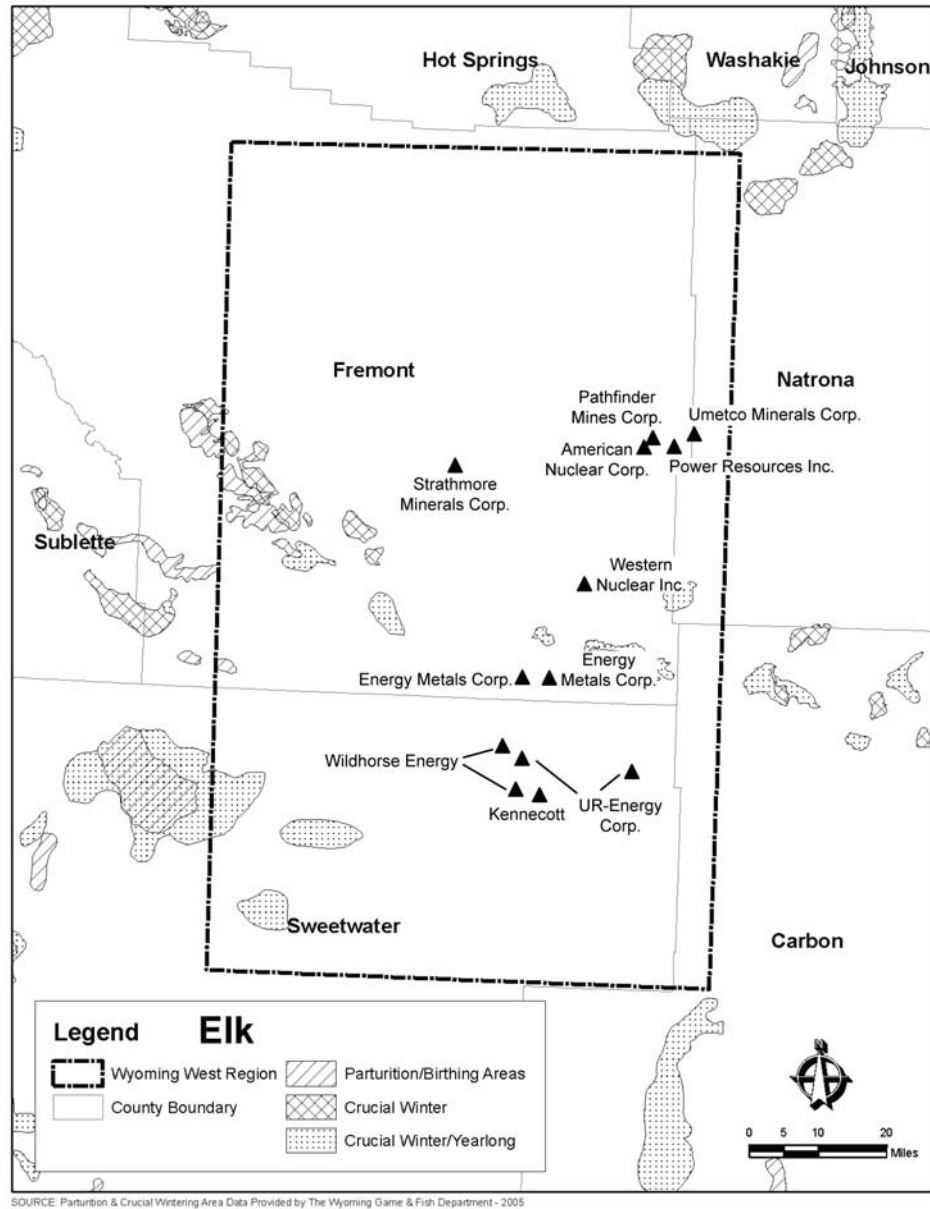 Hot Springs
Washakie
Johnson
Fremont
Natrona
Pathfinder
Mines Corp.
Umetco Minerals Corp.
American
Nuclear Corp.
Power Resources Inc.
Strathmore
Minerals Corp.
Sublette
Western
Nuclear Inc.
Energy Metals Corp.
Energy
Metals Corp.
Wildhorse Energy
Kennecott
UR-Energy
Corp.
Sweetwater
Carbon
Legend
Elk
Wyoming West Region
County Boundary
Parturition/Birthing Areas
Crucial Winter
Crucial Winter/Yearlong
N
0 5 10 20
Miles
SOURCE: Parturition & Crucial Wintering Area Data Provided by The Wyoming Game & Fish Department - 2005